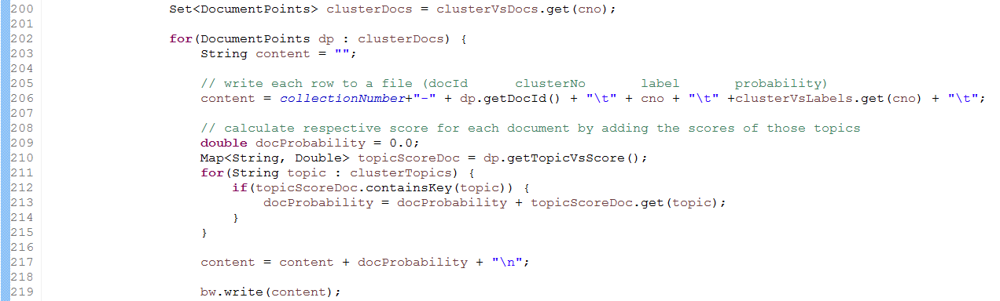 200 Set<DocumentPoints> clusterDocs = clusterVsDocs.get(cno);
201
202 for(DocumentPoints dp : clusterDocs) {
203 String content = "";
204
205 // write each row to a file (docId clusterNo label probability)
206 content = collectionNumber+"-" + dp.getDocId() + "\t" + cno + "\t" +clusterVsLabels.get(cno) + "\t";
207
208 // calculate respective score for each document by adding the scores of those topics
209 double docProbability = 0.0;
210 Map<String, Double> topicScoreDoc = dp.getTopicVsScore();
211 for(String topic : clusterTopics) {
212 if(topicScoreDoc.containsKey(topic)) {
213 docProbability = docProbability + topicScoreDoc.get(topic);
214 }
215 }
216
217 content = content + docProbability + "\n";
218
219 bw.write(content);